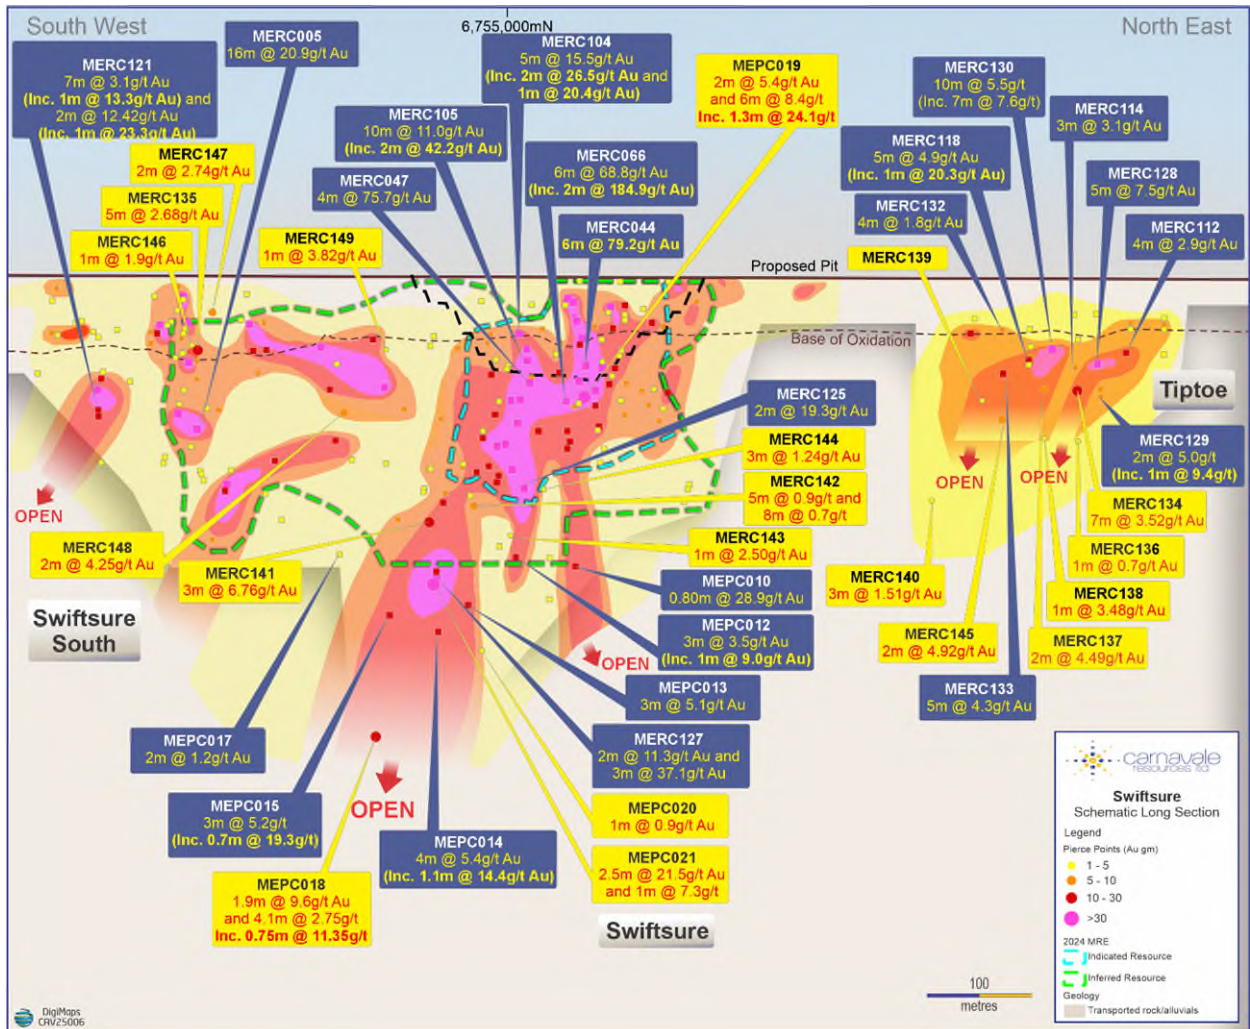 South West
6,755,000mN
North East
MERC121
7m @ 3.1g/t Au
(Inc. 1m @ 13.3g/t Au) and
2m @ 12.42g/t Au
(Inc. 1m @ 23.3g/t Au)
MERC005
16m @ 20.9g/t Au
MERC147
2m @ 2.74g/t Au
MERC135
5m @ 2.68g/t Au
MERC146
1m @ 1.9g/t Au
MERC149
1m @ 3.82g/t Au
MERC104
5m @ 15.5g/t Au
(Inc. 2m @ 26.5g/t Au and
1m @ 20.4g/t Au)
MERC105
10m @ 11.0g/t Au
(Inc. 2m @ 42.2g/t Au)
MERC047
4m @ 75.7g/t Au
MERC066
6m @ 68.8g/t Au
(Inc. 2m @ 184.9g/t Au)
MERC044
6m @ 79.2g/t Au
MEPC019
2m @ 5.4g/t Au
and 6m @ 8.4g/t
Inc. 1.3m @ 24.1g/t
MERC130
10m @ 5.5g/t
(Inc. 7m @ 7.6g/t)
MERC114
3m @ 3.1g/t Au
MERC118
5m @ 4.9g/t Au
(Inc. 1m @ 20.3g/t Au)
MERC128
5m @ 7.5g/t Au
MERC132
4m @ 1.8g/t Au
MERC112
4m @ 2.9g/t Au
MERC139
Proposed Pit
Base of Oxidation
Tiptoe
MERC125
2m @ 19.3g/t Au
MERC144
3m @ 1.24g/t Au
MERC142
5m @ 0.9g/t and
8m @ 0.7g/t
MERC143
1m @ 2.50g/t Au
MEPC010
0.80m @ 28.9g/t Au
MEPC012
3m @ 3.5g/t Au
(Inc. 1m @ 9.0g/t Au)
MEPC013
3m @ 5.1g/t Au
MERC127
2m @ 11.3g/t Au and
3m @ 37.1g/t Au
MEPC020
1m @ 0.9g/t Au
MEPC021
2.5m @ 21.5g/t Au
and 1m @ 7.3g/t
Swiftsure
OPEN
OPEN
OPEN
OPEN
OPEN
MERC129
2m @ 5.0g/t
(Inc. 1m @ 9.4g/t)
MERC134
7m @ 3.52g/t Au
MERC136
1m @ 0.7g/t Au
MERC138
1m @ 3.48g/t Au
MERC137
2m @ 4.49g/t Au
MERC140
3m @ 1.51g/t Au
MERC145
2m @ 4.92g/t Au
MERC133
5m @ 4.3g/t Au
MERC148
2m @ 4.25g/t Au
MERC141
3m @ 6.76g/t Au
Swiftsure
South
MEPC017
2m @ 1.2g/t Au
MEPC015
3m @ 5.2g/t
(Inc. 0.7m @ 19.3g/t)
MEPC018
1.9m @ 9.6g/t Au
and 4.1m @ 2.75g/t
Inc. 0.75m @ 11.35g/t
MEPC014
4m @ 5.4g/t Au
(Inc. 1.1m @ 14.4g/t Au)
carnavale
resources ltd
Swiftsure
Schematic Long Section
Legend
Pierce Points (Au gm)
1 - 5
5 - 10
10 - 30
>30
2024 MRE
Indicated Resource
Inferred Resource
Geology
Transported rock/alluvials
100
metres
DigiMaps
CAV25006